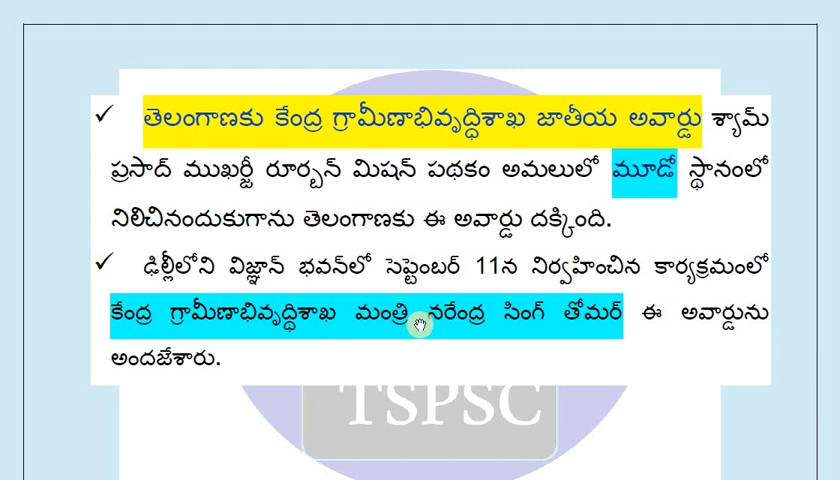 ✓ తెలంగాణకు కేంద్ర గ్రామీణాభివృద్ధిశాఖ జాతీయ అవార్డు శ్యామ్
ప్రసాద్ ముఖర్జీ రూర్బన్ మిషన్ పథకం అమలులో మూడో స్థానంలో
నిలిచినందుకుగాను తెలంగాణకు ఈ అవార్డు దక్కింది.
✓ ఢిల్లీలోని విజ్ఞాన్ భవన్‌లో సెప్టెంబర్ 11న నిర్వహించిన కార్యక్రమంలో
కేంద్ర గ్రామీణాభివృద్ధిశాఖ మంత్రి నరేంద్ర సింగ్ తోమర్ ఈ అవార్డును
అందజేశారు.
TSPSC